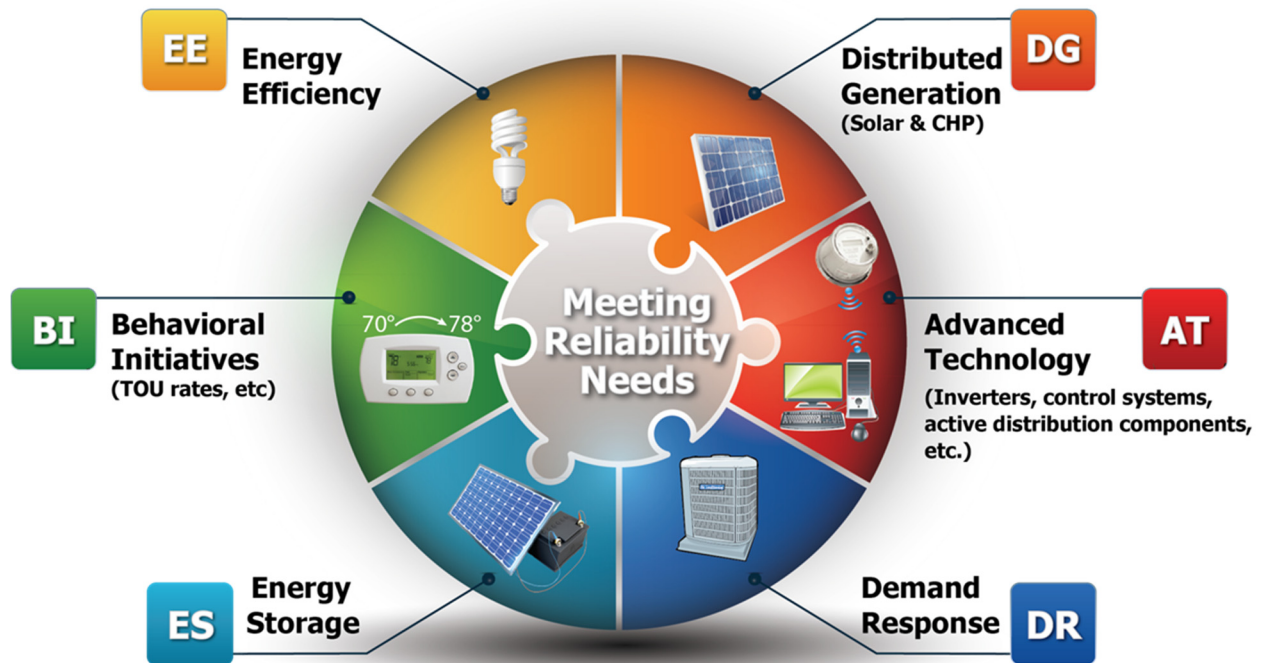 EE
Energy
Efficiency
Distributed
Generation
(Solar & CHP)
DG
BI
Behavioral
Initiatives
(TOU rates, etc)
70° 78°
Meeting
Reliability
Needs
Advanced
Technology
(Inverters, control systems,
active distribution components,
etc.)
AT
ES
Energy
Storage
Demand
Response
DR